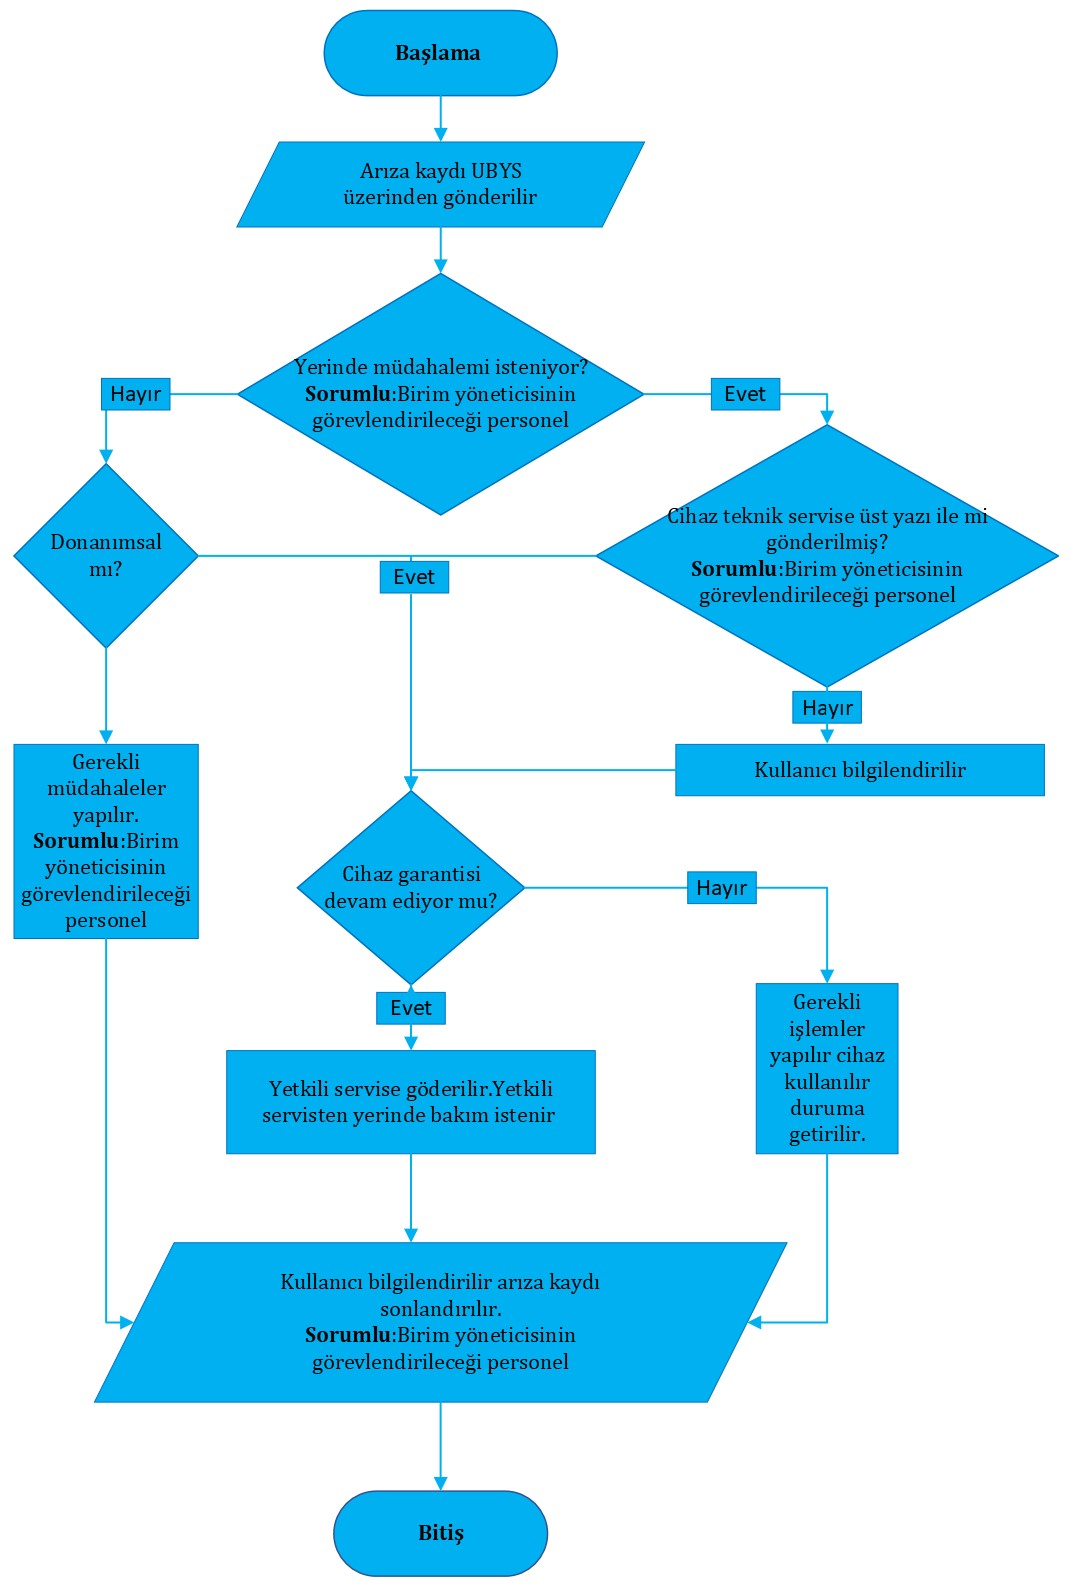 Başlama
Arıza kaydı UBYS
üzerinden gönderilir
Yerinde müdahalemi isteniyor?
Sorumlu:Birim yöneticisinin
görevlendirileceği personel
Hayır
Evet
Donanımsal
mı?
Cihaz teknik servise üst yazı ile mi
gönderilmiş?
Sorumlu:Birim yöneticisinin
görevlendirileceği personel
Evet
Hayır
Gerekli
müdahaleler
yapılır.
Sorumlu:Birim
yöneticisinin
görevlendirileceği
personel
Kullanıcı bilgilendirilir
Cihaz garantisi
devam ediyor mu?
Hayır
Evet
Gerekli
işlemler
yapılır cihaz
kullanılır
duruma
getirilir.
Yetkili servise göderilir.Yetkili
servisten yerinde bakım istenir
Kullanıcı bilgilendirilir arıza kaydı
sonlandırılır.
Sorumlu:Birim yöneticisinin
görevlendirileceği personel
Bitiş